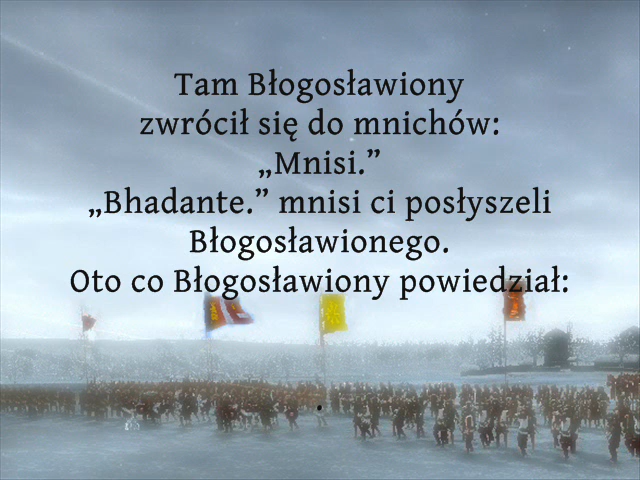 Tam Błogosławiony
zwrócił się do mnichów:
„Mnisi.”
„Bhadante.” mnisi ci posłyszeli
Błogosławionego.
Oto co Błogosławiony powiedział: